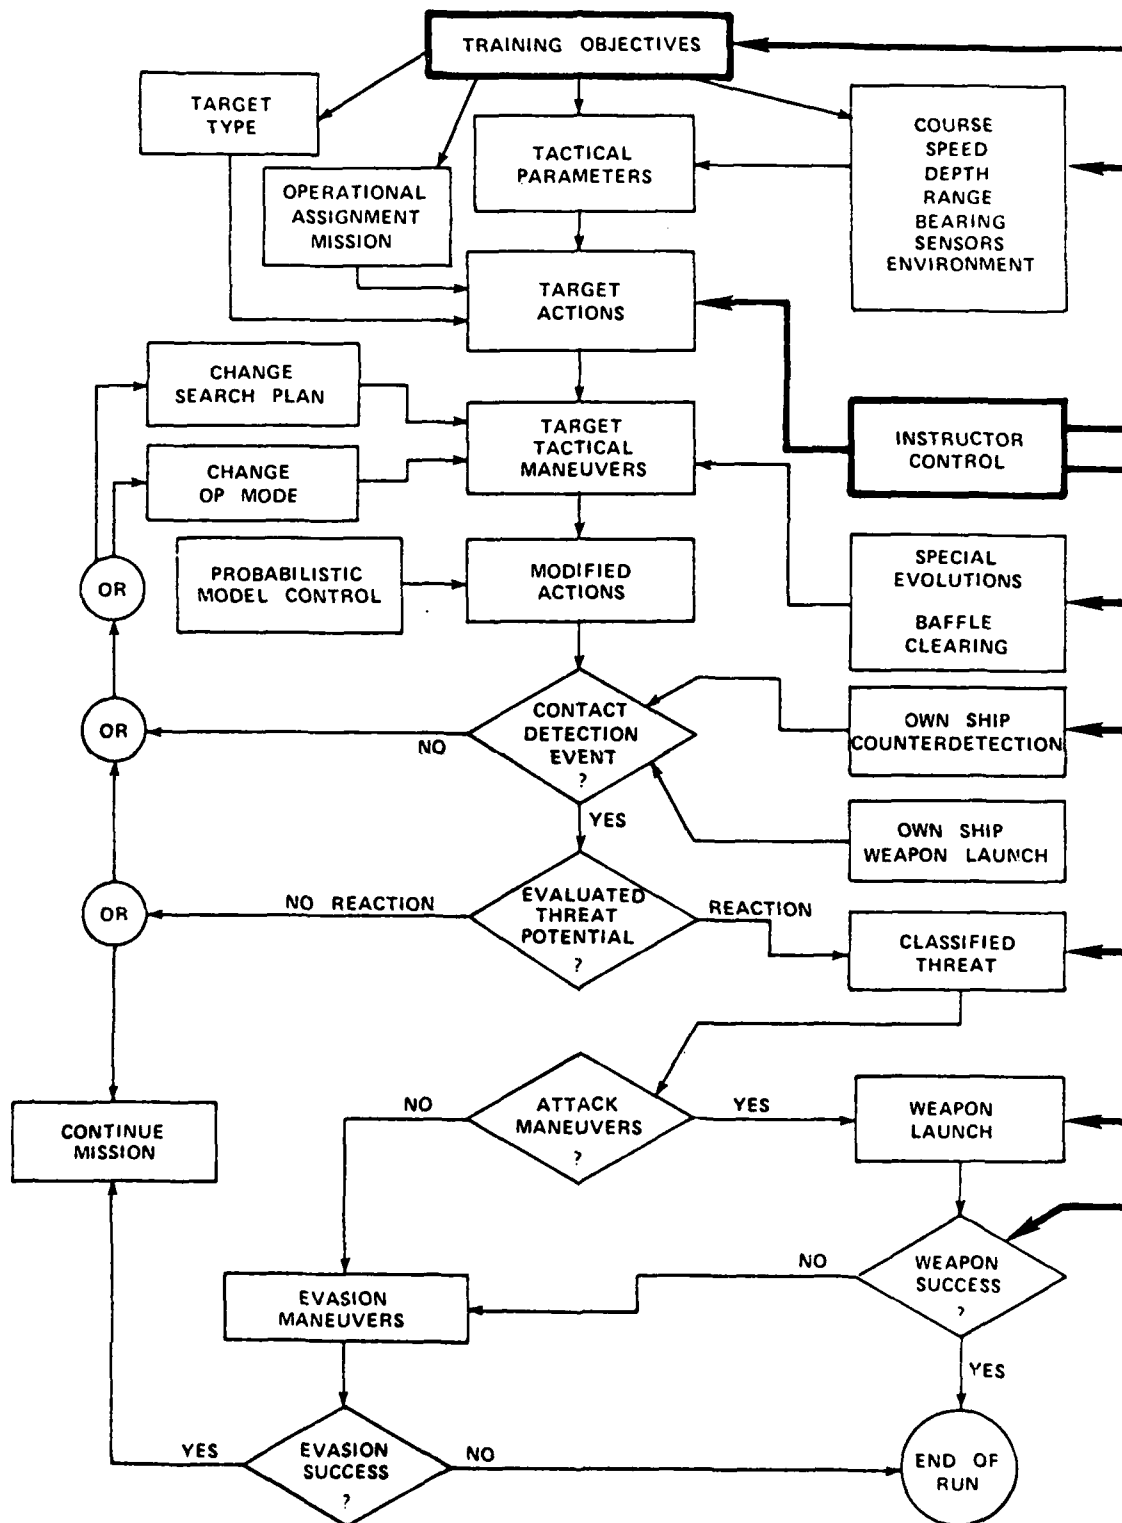 TRAINING OBJECTIVES
TARGET
TYPE
OPERATIONAL
ASSIGNMENT
MISSION
TACTICAL
PARAMETERS
COURSE
SPEED
DEPTH
RANGE
BEARING
SENSORS
ENVIRONMENT
TARGET
ACTIONS
CHANGE
SEARCH PLAN
TARGET
TACTICAL
MANEUVERS
INSTRUCTOR
CONTROL
CHANGE
OP MODE
PROBABILISTIC
MODEL CONTROL
MODIFIED
ACTIONS
SPECIAL
EVOLUTIONS
BAFFLE
CLEARING
OR
OR
NO
CONTACT
DETECTION
EVENT
?
YES
OWN SHIP
COUNTERDETECTION
OWN SHIP
WEAPON LAUNCH
OR
NO REACTION
EVALUATED
THREAT
POTENTIAL
?
REACTION
CLASSIFIED
THREAT
CONTINUE
MISSION
NO
ATTACK
MANEUVERS
?
YES
WEAPON
LAUNCH
NO
WEAPON
SUCCESS
?
YES
EVASION
MANEUVERS
YES
EVASION
SUCCESS
?
NO
END OF
RUN